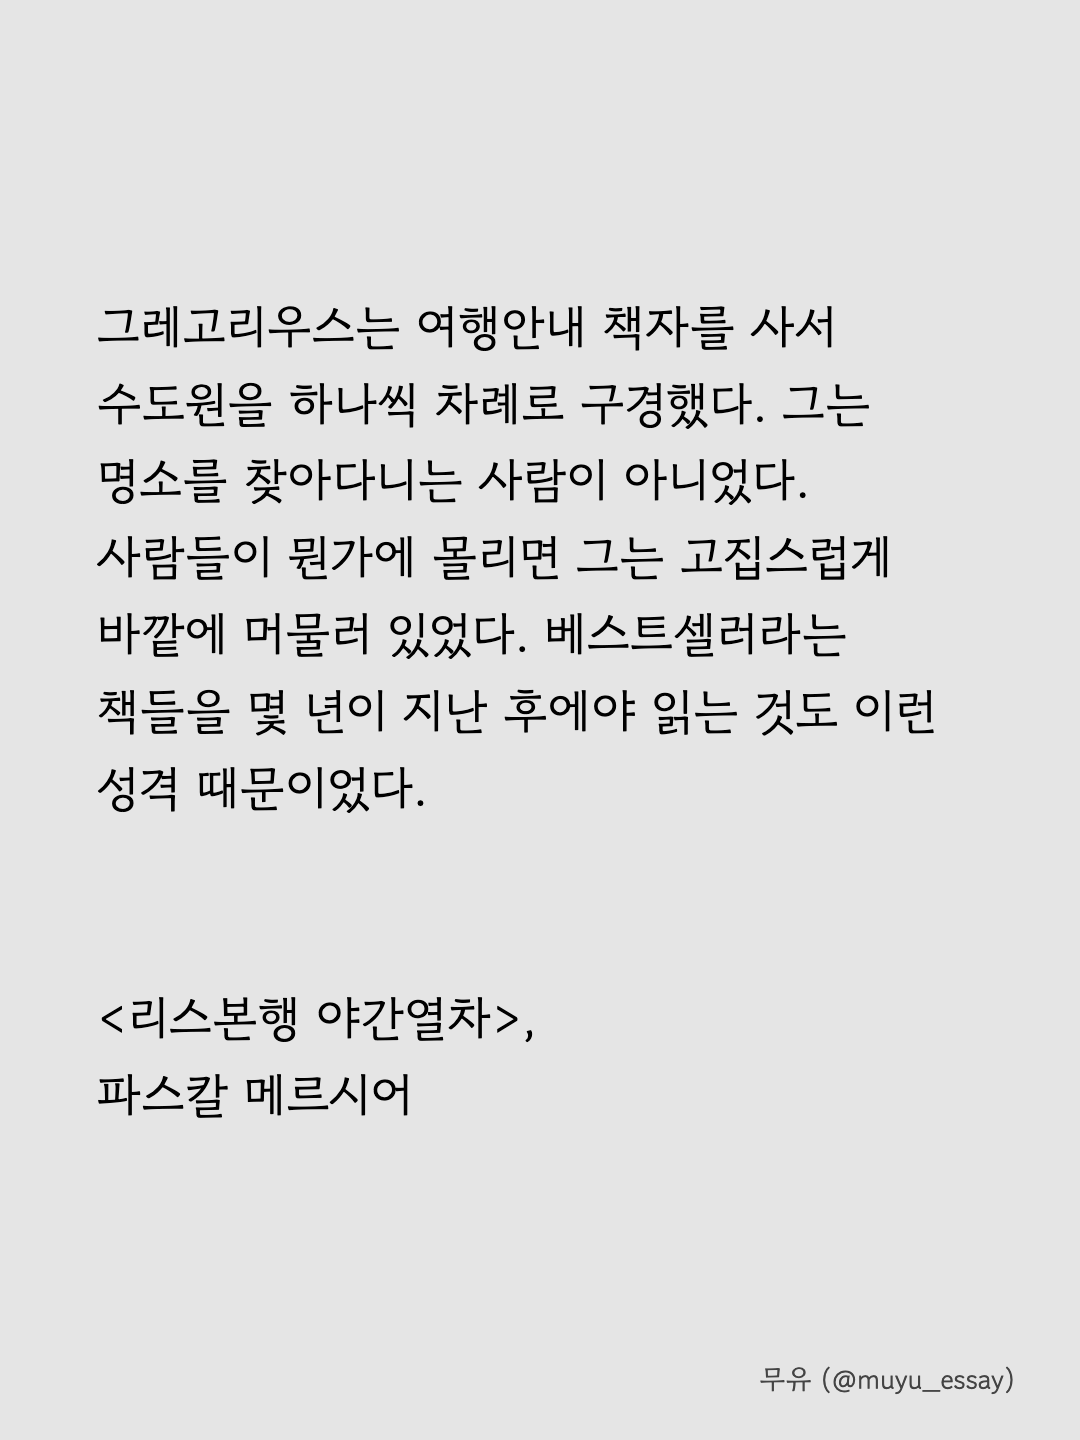 그레고리우스는 여행안내 책자를 사서
수도원을 하나씩 차례로 구경했다. 그는
명소를 찾아다니는 사람이 아니었다.
사람들이 뭔가에 몰리면 그는 고집스럽게
바깥에 머물러 있었다. 베스트셀러라는
책들을 몇 년이 지난 후에야 읽는 것도 이런
성격 때문이었다.
<리스본행 야간열차>,
파스칼 메르시어
무유 (@muyu_essay)